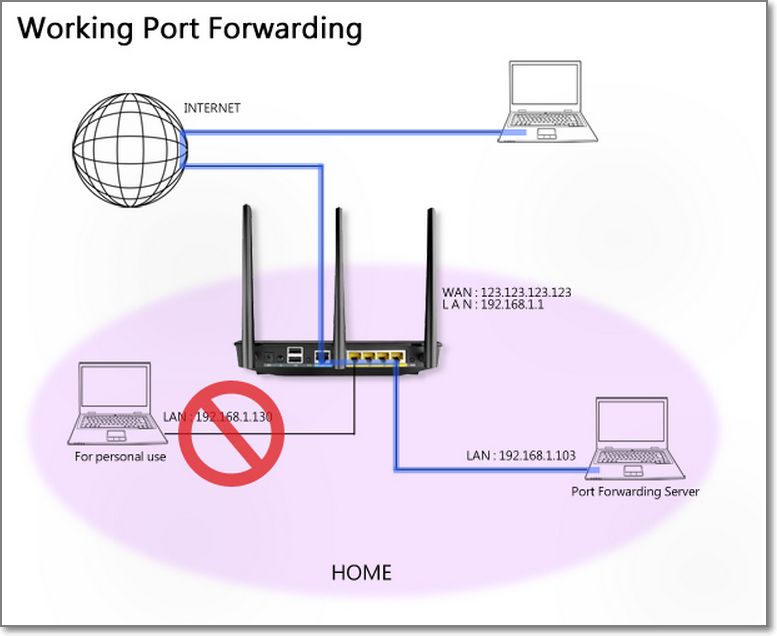 Working Port Forwarding
INTERNET
WAN : 123.123.123.123
L A N : 192.168.1.1
LAN : 192.168.1.130
For personal use
LAN : 192.168.1.103
Port Forwarding Server
HOME